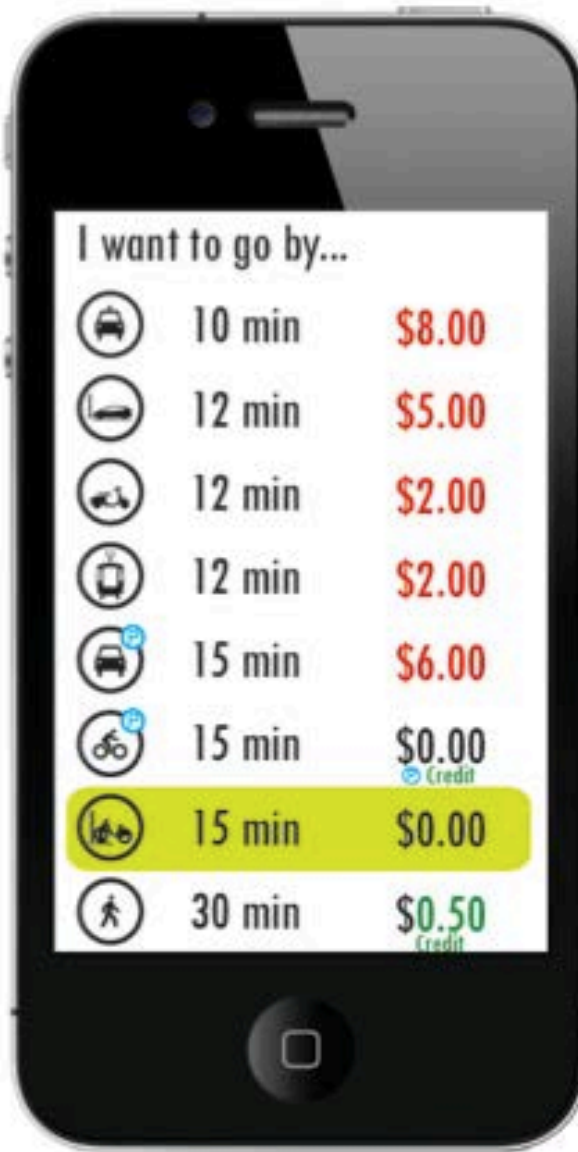 I want to go by...
10 min $8.00
12 min $5.00
12 min $2.00
12 min $2.00
P
15 min $6.00
P
15 min $0.00
P Credit
15 min $0.00
30 min $0.50
Credit